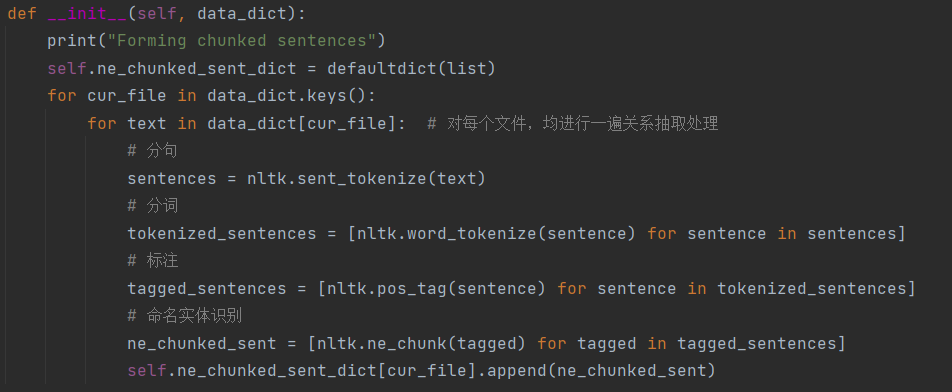 def __init__(self, data_dict):
    print("Forming chunked sentences")
    self.ne_chunked_sent_dict = defaultdict(list)
    for cur_file in data_dict.keys():
        for text in data_dict[cur_file]:  # 对每个文件，均进行一遍关系抽取处理
            # 分句
            sentences = nltk.sent_tokenize(text)
            # 分词
            tokenized_sentences = [nltk.word_tokenize(sentence) for sentence in sentences]
            # 标注
            tagged_sentences = [nltk.pos_tag(sentence) for sentence in tokenized_sentences]
            # 命名实体识别
            ne_chunked_sent = [nltk.ne_chunk(tagged) for tagged in tagged_sentences]
            self.ne_chunked_sent_dict[cur_file].append(ne_chunked_sent)